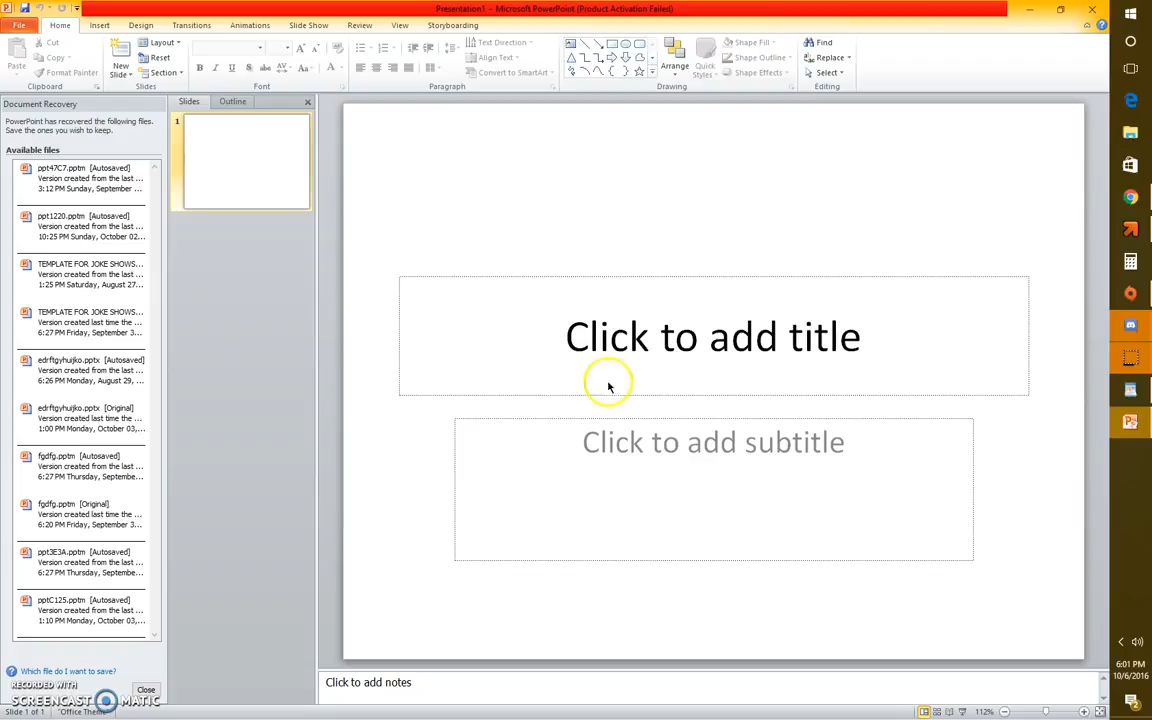 Presentation1 - Microsoft PowerPoint (Product Activation Failed)
File Home Insert Design Transitions Animations Slide Show Review View Storyboarding
Paste
Cut
Copy
Format Painter
Clipboard
New
Slide
Layout
Reset
Section
Slides
B I U S abc AV Aa A
Font
Text Direction
Align Text
Convert to SmartArt
Paragraph
Arrange
Quick
Styles
Shape Fill
Shape Outline
Shape Effects
Drawing
Find
Replace
Select
Editing
Document Recovery
PowerPoint has recovered the following files.
Save the ones you wish to keep.
Available files
ppt47C7.pptm [Autosaved]
Version created from the last ...
3:12 PM Sunday, September ...
ppt1220.pptm [Autosaved]
Version created from the last ...
10:25 PM Sunday, October 02...
TEMPLATE FOR JOKE SHOWS...
Version created from the last ...
1:25 PM Saturday, August 27...
TEMPLATE FOR JOKE SHOWS...
Version created last time the ...
6:27 PM Friday, September 3...
edrftgyhuijko.pptx [Autosaved]
Version created from the last ...
6:26 PM Monday, August 29, ...
edrftgyhuijko.pptx [Original]
Version created last time the ...
1:00 PM Monday, October 03,...
fgdfg.pptm [Autosaved]
Version created from the last ...
6:27 PM Thursday, Septembe...
fgdfg.pptm [Original]
Version created last time the ...
6:20 PM Friday, September 3...
ppt3E3A.pptm [Autosaved]
Version created from the last ...
6:27 PM Thursday, Septembe...
pptC125.pptm [Autosaved]
Version created from the last ...
1:10 PM Monday, October 03,...
Which file do I want to save?
Close
RECORDED WITH
SCREENCAST MATIC
Slides Outline
1
Click to add title
Click to add subtitle
Click to add notes
Slide 1 of 1 "Office Theme"
112%
6:01 PM
10/6/2016
2